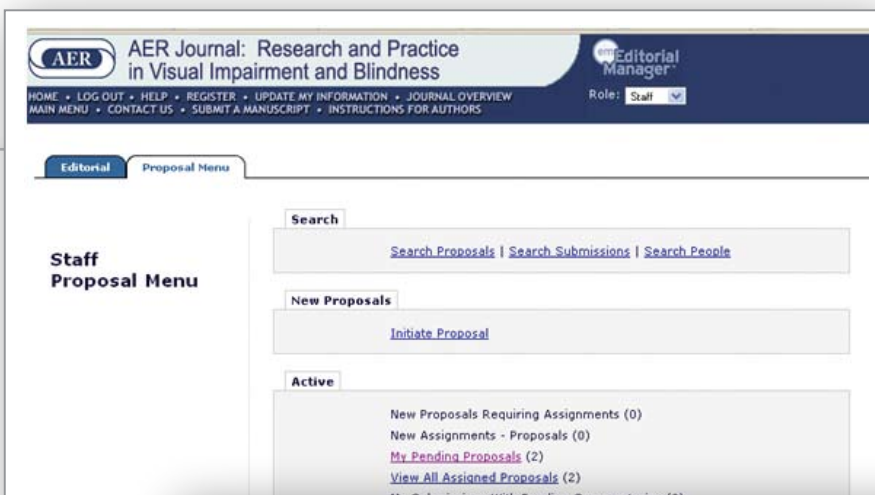 AER
AER Journal: Research and Practice
in Visual Impairment and Blindness
em Editorial
Manager
HOME • LOG OUT • HELP • REGISTER • UPDATE MY INFORMATION • JOURNAL OVERVIEW
MAIN MENU • CONTACT US • SUBMIT A MANUSCRIPT • INSTRUCTIONS FOR AUTHORS
Role: Staff
Editorial
Proposal Menu
Staff
Proposal Menu
Search
Search Proposals | Search Submissions | Search People
New Proposals
Initiate Proposal
Active
New Proposals Requiring Assignments (0)
New Assignments - Proposals (0)
My Pending Proposals (2)
View All Assigned Proposals (2)